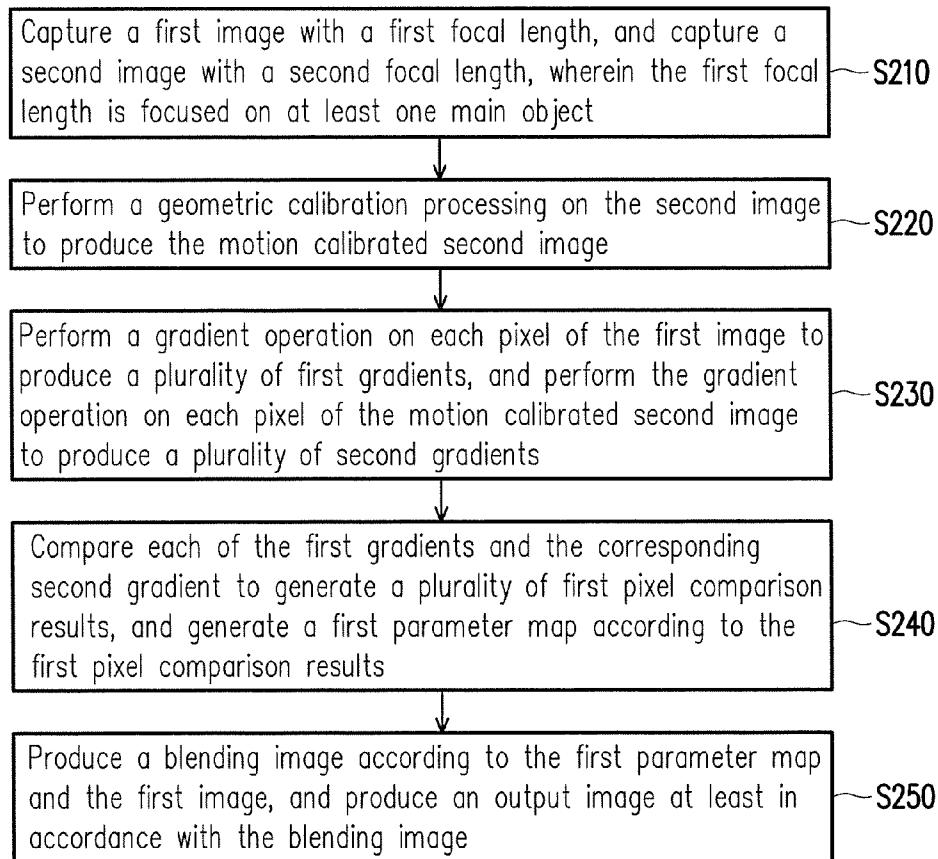 Capture a first image with a first focal length, and capture a
second image with a second focal length, wherein the first focal
length is focused on at least one main object
S210
Perform a geometric calibration processing on the second image
to produce the motion calibrated second image
S220
Perform a gradient operation on each pixel of the first image to
produce a plurality of first gradients, and perform the gradient
operation on each pixel of the motion calibrated second image
to produce a plurality of second gradients
S230
Compare each of the first gradients and the corresponding
second gradient to generate a plurality of first pixel comparison
results, and generate a first parameter map according to the
first pixel comparison results
S240
Produce a blending image according to the first parameter map
and the first image, and produce an output image at least in
accordance with the blending image
S250